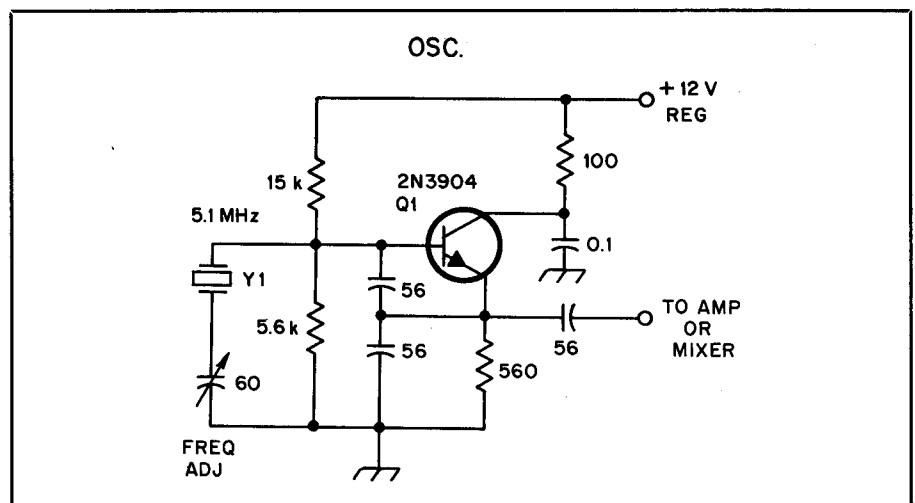 OSC.
+12 V
REG
100
15 k
2N3904
Q1
5.1 MHz
0.1
Y1
56
5.6 k
TO AMP
OR
MIXER
56
56
560
60
FREQ
ADJ